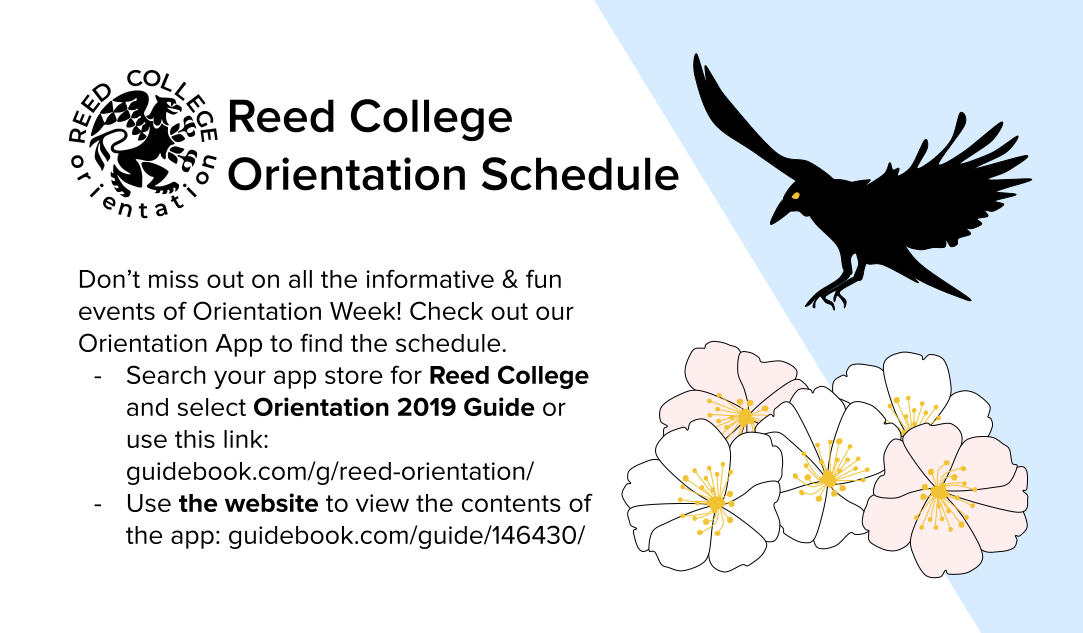 REED COLLEGE
orientation
Reed College
Orientation Schedule
Don’t miss out on all the informative & fun
events of Orientation Week! Check out our
Orientation App to find the schedule.
- Search your app store for Reed College
and select Orientation 2019 Guide or
use this link:
guidebook.com/g/reed-orientation/
- Use the website to view the contents of
the app: guidebook.com/guide/146430/